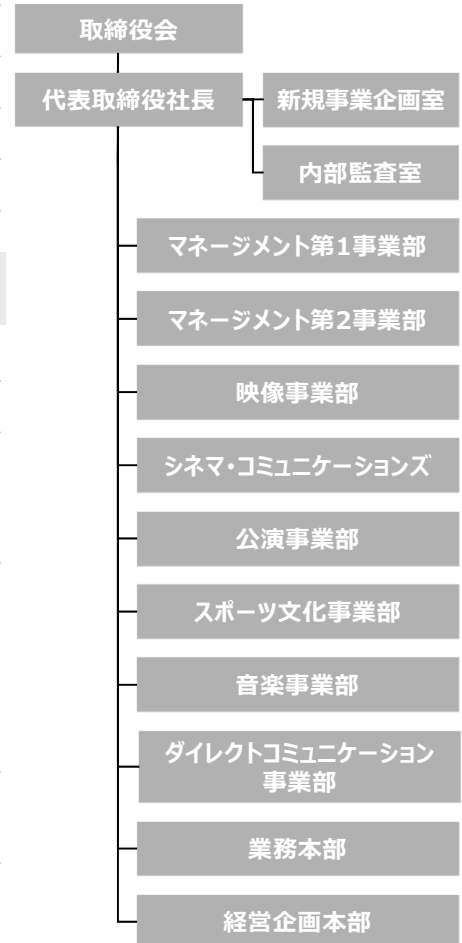 取締役会
代表取締役社長
新規事業企画室
内部監査室
マネージメント第1事業部
マネージメント第2事業部
映像事業部
シネマ・コミュニケーションズ
公演事業部
スポーツ文化事業部
音楽事業部
ダイレクトコミュニケーション
事業部
業務本部
経営企画本部